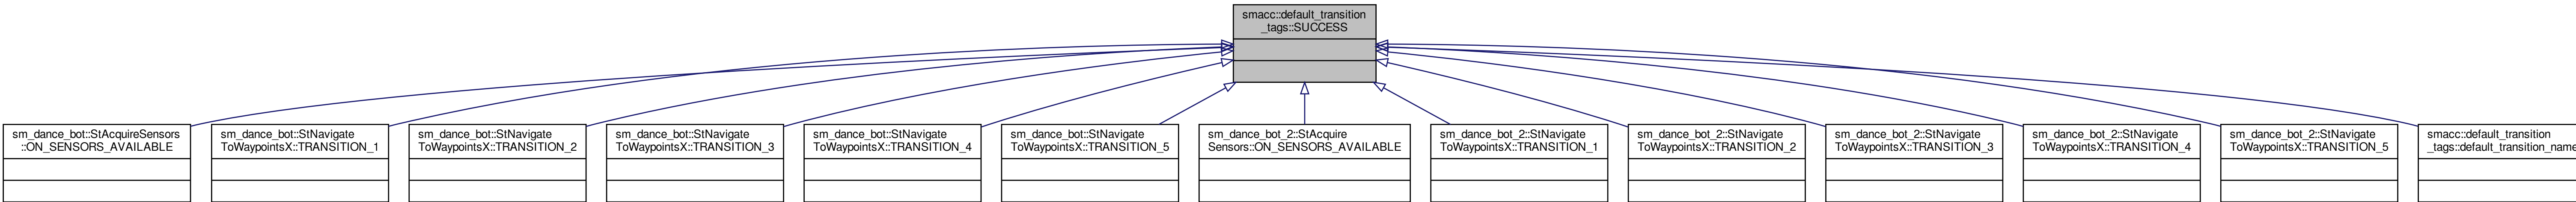 smacc::default_transition
_tags::SUCCESS
sm_dance_bot::StAcquireSensors
::ON_SENSORS_AVAILABLE
sm_dance_bot::StNavigate
ToWaypointsX::TRANSITION_1
sm_dance_bot::StNavigate
ToWaypointsX::TRANSITION_2
sm_dance_bot::StNavigate
ToWaypointsX::TRANSITION_3
sm_dance_bot::StNavigate
ToWaypointsX::TRANSITION_4
sm_dance_bot::StNavigate
ToWaypointsX::TRANSITION_5
sm_dance_bot_2::StAcquire
Sensors::ON_SENSORS_AVAILABLE
sm_dance_bot_2::StNavigate
ToWaypointsX::TRANSITION_1
sm_dance_bot_2::StNavigate
ToWaypointsX::TRANSITION_2
sm_dance_bot_2::StNavigate
ToWaypointsX::TRANSITION_3
sm_dance_bot_2::StNavigate
ToWaypointsX::TRANSITION_4
sm_dance_bot_2::StNavigate
ToWaypointsX::TRANSITION_5
smacc::default_transition
_tags::default_transition_name